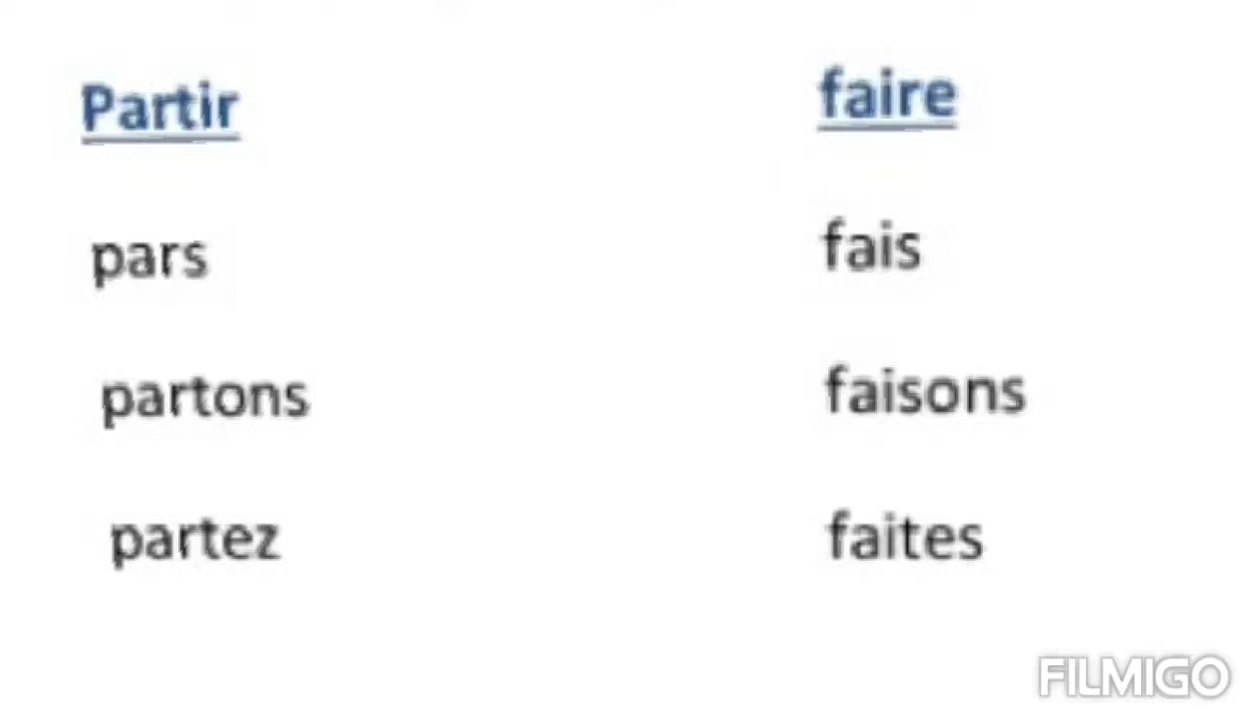 Partir
pars
partons
partez
faire
fais
faisons
faites
FILMIGO